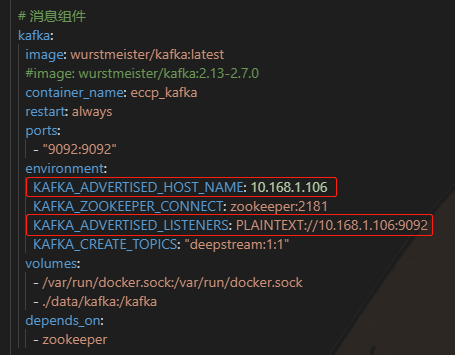 # 消息组件
kafka:
image: wurstmeister/kafka:latest
#image: wurstmeister/kafka:2.13-2.7.0
container_name: eccp_kafka
restart: always
ports:
- "9092:9092"
environment:
KAFKA_ADVERTISED_HOST_NAME: 10.168.1.106
KAFKA_ZOOKEEPER_CONNECT: zookeeper:2181
KAFKA_ADVERTISED_LISTENERS: PLAINTEXT://10.168.1.106:9092
KAFKA_CREATE_TOPICS: "deepstream:1:1"
volumes:
- /var/run/docker.sock:/var/run/docker.sock
- ./data/kafka:/kafka
depends_on:
- zookeeper